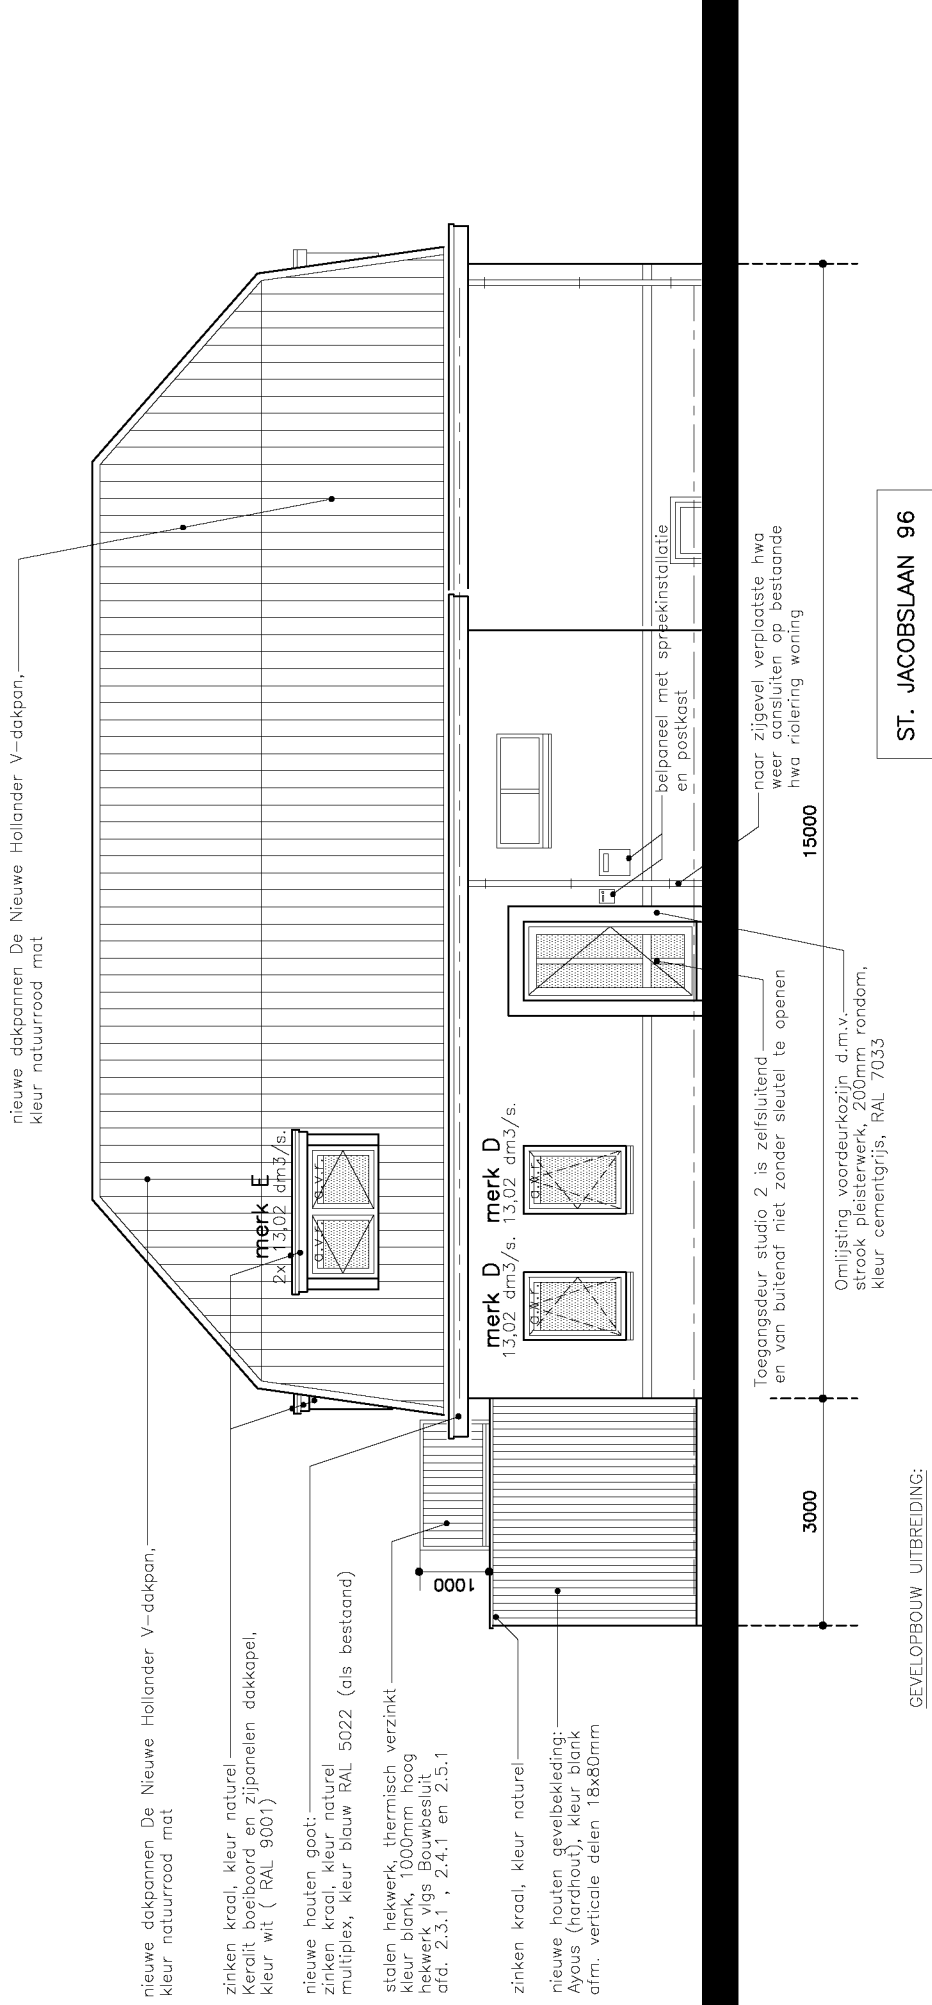 nieuwe dakpannen De Nieuwe Hollander V-dakpan,
kleur natuurrood mat
nieuwe dakpannen De Nieuwe Hollander V-dakpan,
kleur natuurrood mat
zinken kraal, kleur naturel
Keralit boeiboord en zijpanelen dakkapel,
kleur wit ( RAL 9001)
nieuwe houten goot:
zinken kraal, kleur naturel
multiplex, kleur blauw RAL 5022 (als bestaand)
stalen hekwerk, thermisch verzinkt
kleur blank, 1000mm hoog
hekwerk vlgs Bouwbesluit
afd. 2.3.1 , 2.4.1 en 2.5.1
zinken kraal, kleur naturel
nieuwe houten gevelbekleding:
Ayous (hardhout), kleur blank
afm. verticale delen 18x80mm
1000
merk E
2x 13,02 dm3/s.
a.v.r.
a.v.r.
merk D
13,02 dm3/s.
a.v.r.
merk D
13,02 dm3/s.
a.v.r.
belpaneel met spreekinstallatie
en postkast
naar zijgevel verplaatste hwa
weer aansluiten op bestaande
hwa riolering woning
Toegangsdeur studio 2 is zelfsluitend
en van buitenaf niet zonder sleutel te openen
Omlijsting voordeurkozijn d.m.v.
strook pleisterwerk, 200mm rondom,
kleur cementgrijs, RAL 7033
3000
15000
ST. JACOBSLAAN 96
GEVELOPBOUW UITBREIDING: